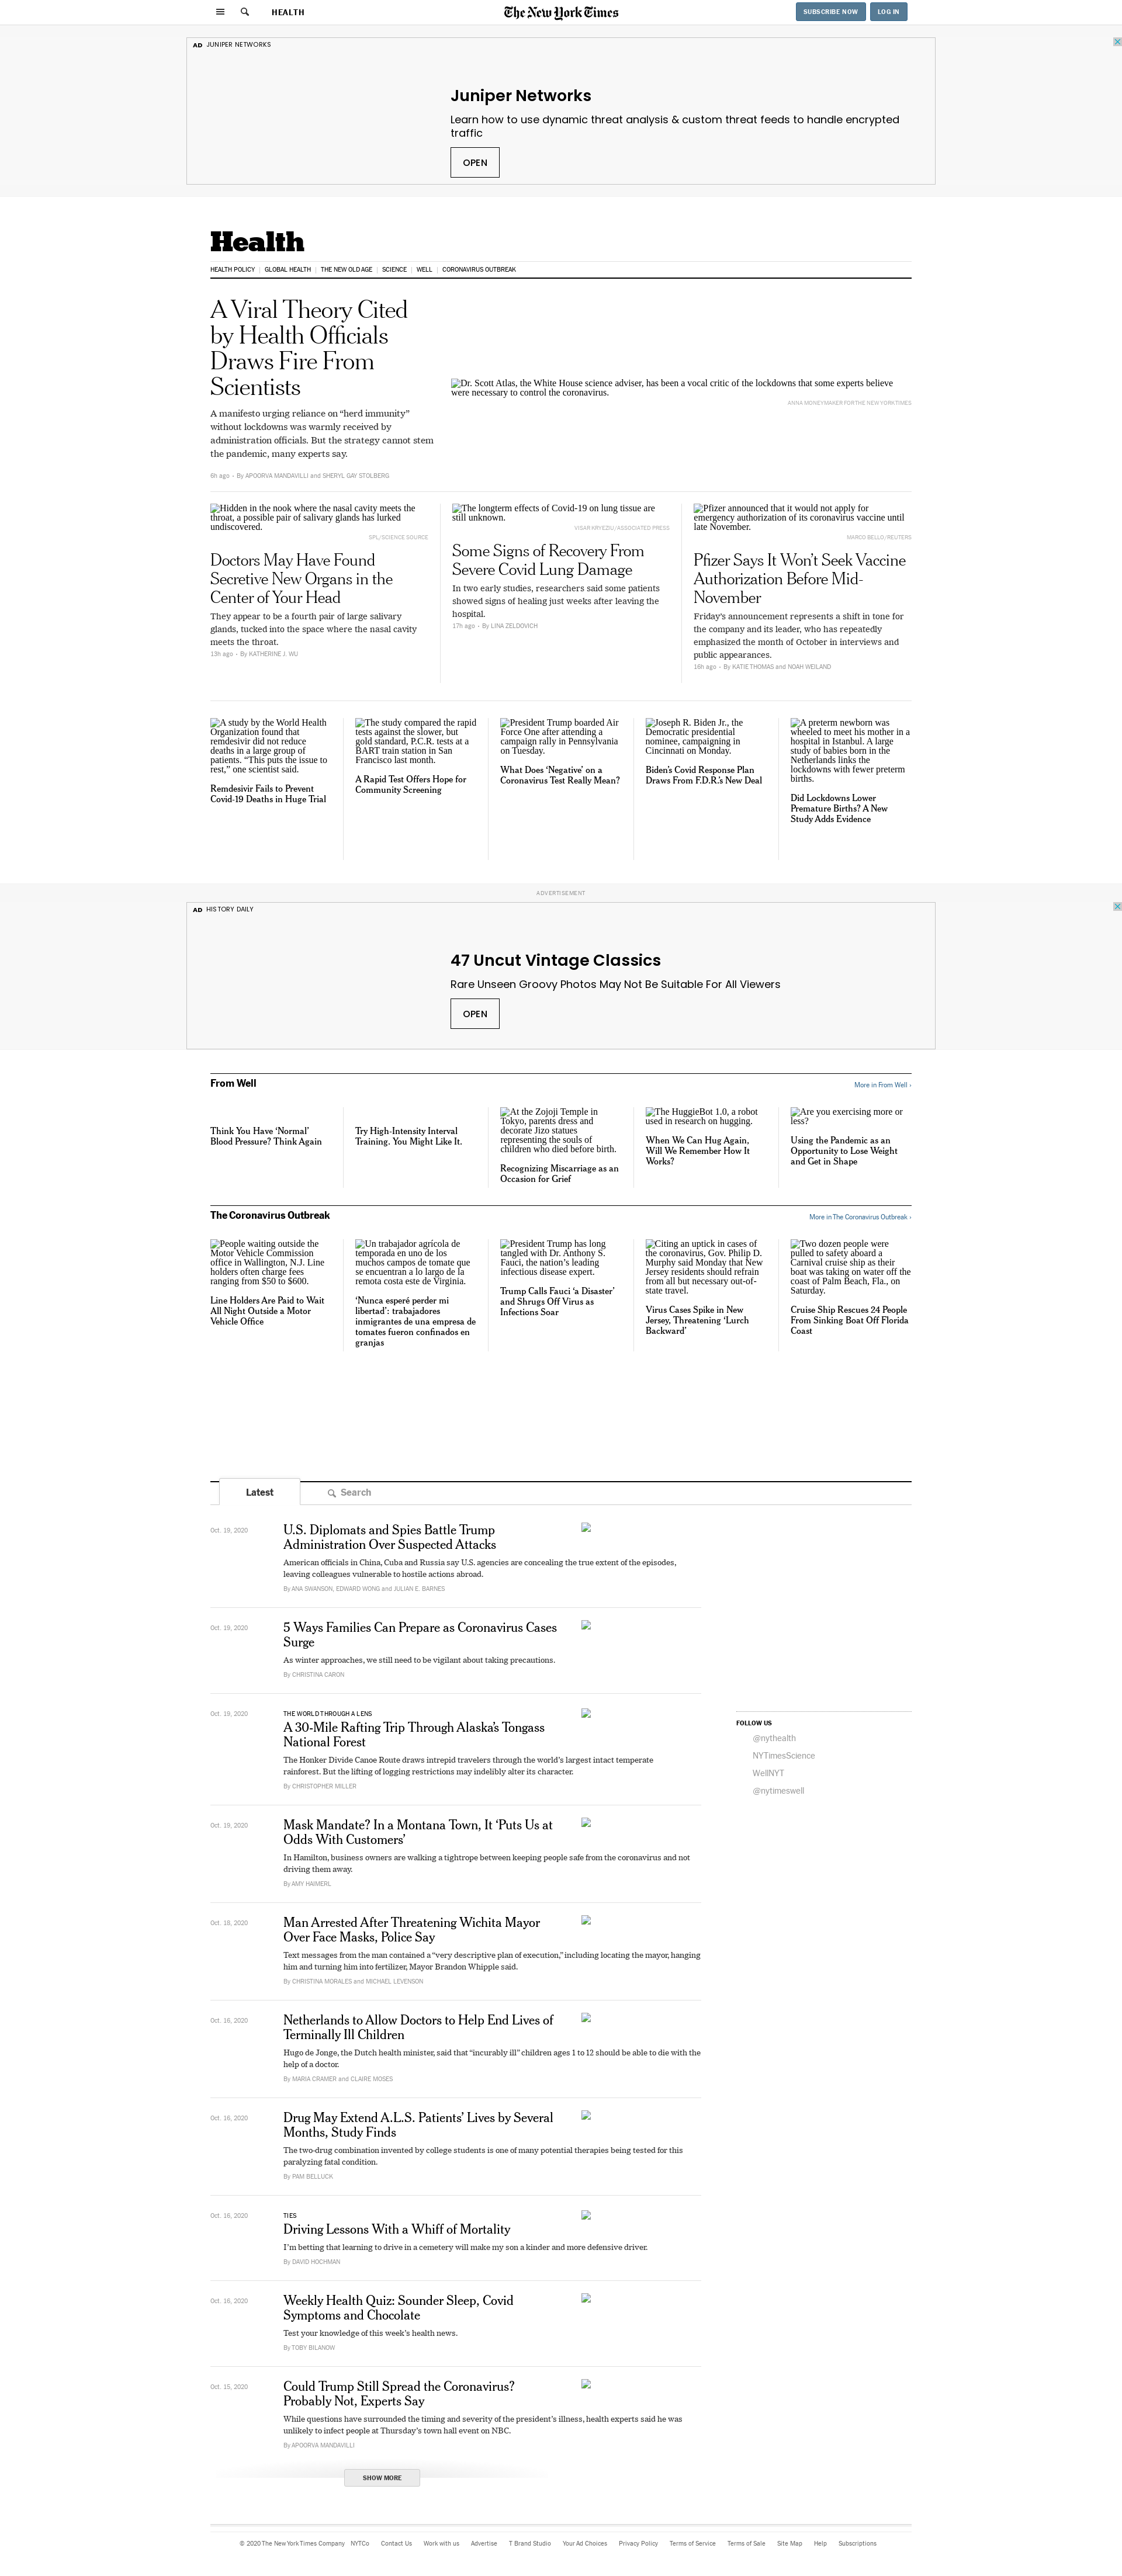 HEALTH
The New York Times
SUBSCRIBE NOW
LOG IN
AD JUNIPER NETWORKS
Juniper Networks
Learn how to use dynamic threat analysis & custom threat feeds to handle encrypted
traffic
OPEN
Health
HEALTH POLICY
GLOBAL HEALTH
THE NEW OLD AGE
SCIENCE
WELL
CORONAVIRUS OUTBREAK
A Viral Theory Cited
by Health Officials
Draws Fire From
Scientists
A manifesto urging reliance on “herd immunity”
without lockdowns was warmly received by
administration officials. But the strategy cannot stem
the pandemic, many experts say.
6h ago • By APOORVA MANDAVILLI and SHERYL GAY STOLBERG
Dr. Scott Atlas, the White House science adviser, has been a vocal critic of the lockdowns that some experts believe
were necessary to control the coronavirus.
ANNA MONEYMAKER FOR THE NEW YORK TIMES
Hidden in the nook where the nasal cavity meets the
throat, a possible pair of salivary glands has lurked
undiscovered.
SPL/SCIENCE SOURCE
Doctors May Have Found
Secretive New Organs in the
Center of Your Head
They appear to be a fourth pair of large salivary
glands, tucked into the space where the nasal cavity
meets the throat.
13h ago • By KATHERINE J. WU
The longterm effects of Covid-19 on lung tissue are
still unknown.
VISAR KRYEZIU/ASSOCIATED PRESS
Some Signs of Recovery From
Severe Covid Lung Damage
In two early studies, researchers said some patients
showed signs of healing just weeks after leaving the
hospital.
17h ago • By LINA ZELDOVICH
Pfizer announced that it would not apply for
emergency authorization of its coronavirus vaccine until
late November.
MARCO BELLO/REUTERS
Pfizer Says It Won’t Seek Vaccine
Authorization Before Mid-
November
Friday’s announcement represents a shift in tone for
the company and its leader, who has repeatedly
emphasized the month of October in interviews and
public appearances.
16h ago • By KATIE THOMAS and NOAH WEILAND
A study by the World Health
Organization found that
remdesivir did not reduce
deaths in a large group of
patients. “This puts the issue to
rest,” one scientist said.
Remdesivir Fails to Prevent
Covid-19 Deaths in Huge Trial
The study compared the rapid
tests against the slower, but
gold standard, P.C.R. tests at a
BART train station in San
Francisco last month.
A Rapid Test Offers Hope for
Community Screening
President Trump boarded Air
Force One after attending a
campaign rally in Pennsylvania
on Tuesday.
What Does ‘Negative’ on a
Coronavirus Test Really Mean?
Joseph R. Biden Jr., the
Democratic presidential
nominee, campaigning in
Cincinnati on Monday.
Biden’s Covid Response Plan
Draws From F.D.R.’s New Deal
A preterm newborn was
wheeled to meet his mother in a
hospital in Istanbul. A large
study of babies born in the
Netherlands links the
lockdowns with fewer preterm
births.
Did Lockdowns Lower
Premature Births? A New
Study Adds Evidence
ADVERTISEMENT
AD HISTORY DAILY
47 Uncut Vintage Classics
Rare Unseen Groovy Photos May Not Be Suitable For All Viewers
OPEN
From Well
More in From Well ›
Think You Have ‘Normal’
Blood Pressure? Think Again
Try High-Intensity Interval
Training. You Might Like It.
At the Zojoji Temple in
Tokyo, parents dress and
decorate Jizo statues
representing the souls of
children who died before birth.
Recognizing Miscarriage as an
Occasion for Grief
The HuggieBot 1.0, a robot
used in research on hugging.
When We Can Hug Again,
Will We Remember How It
Works?
Are you exercising more or
less?
Using the Pandemic as an
Opportunity to Lose Weight
and Get in Shape
The Coronavirus Outbreak
More in The Coronavirus Outbreak ›
People waiting outside the
Motor Vehicle Commission
office in Wallington, N.J. Line
holders often charge fees
ranging from $50 to $600.
Line Holders Are Paid to Wait
All Night Outside a Motor
Vehicle Office
Un trabajador agrícola de
temporada en uno de los
muchos campos de tomate que
se encuentran a lo largo de la
remota costa este de Virginia.
‘Nunca esperé perder mi
libertad’: trabajadores
inmigrantes de una empresa de
tomates fueron confinados en
granjas
President Trump has long
tangled with Dr. Anthony S.
Fauci, the nation’s leading
infectious disease expert.
Trump Calls Fauci ‘a Disaster’
and Shrugs Off Virus as
Infections Soar
Citing an uptick in cases of
the coronavirus, Gov. Philip D.
Murphy said Monday that New
Jersey residents should refrain
from all but necessary out-of-
state travel.
Virus Cases Spike in New
Jersey, Threatening ‘Lurch
Backward’
Two dozen people were
pulled to safety aboard a
Carnival cruise ship as their
boat was taking on water off the
coast of Palm Beach, Fla., on
Saturday.
Cruise Ship Rescues 24 People
From Sinking Boat Off Florida
Coast
Latest
Search
Oct. 19, 2020
U.S. Diplomats and Spies Battle Trump
Administration Over Suspected Attacks
American officials in China, Cuba and Russia say U.S. agencies are concealing the true extent of the episodes,
leaving colleagues vulnerable to hostile actions abroad.
By ANA SWANSON, EDWARD WONG and JULIAN E. BARNES
Oct. 19, 2020
5 Ways Families Can Prepare as Coronavirus Cases
Surge
As winter approaches, we still need to be vigilant about taking precautions.
By CHRISTINA CARON
Oct. 19, 2020
THE WORLD THROUGH A LENS
A 30-Mile Rafting Trip Through Alaska’s Tongass
National Forest
The Honker Divide Canoe Route draws intrepid travelers through the world’s largest intact temperate
rainforest. But the lifting of logging restrictions may indelibly alter its character.
By CHRISTOPHER MILLER
FOLLOW US
@nythealth
NYTimesScience
WellNYT
@nytimeswell
Oct. 19, 2020
Mask Mandate? In a Montana Town, It ‘Puts Us at
Odds With Customers’
In Hamilton, business owners are walking a tightrope between keeping people safe from the coronavirus and not
driving them away.
By AMY HAIMERL
Oct. 18, 2020
Man Arrested After Threatening Wichita Mayor
Over Face Masks, Police Say
Text messages from the man contained a “very descriptive plan of execution,” including locating the mayor, hanging
him and turning him into fertilizer, Mayor Brandon Whipple said.
By CHRISTINA MORALES and MICHAEL LEVENSON
Oct. 16, 2020
Netherlands to Allow Doctors to Help End Lives of
Terminally Ill Children
Hugo de Jonge, the Dutch health minister, said that “incurably ill” children ages 1 to 12 should be able to die with the
help of a doctor.
By MARIA CRAMER and CLAIRE MOSES
Oct. 16, 2020
Drug May Extend A.L.S. Patients’ Lives by Several
Months, Study Finds
The two-drug combination invented by college students is one of many potential therapies being tested for this
paralyzing fatal condition.
By PAM BELLUCK
Oct. 16, 2020
TIES
Driving Lessons With a Whiff of Mortality
I’m betting that learning to drive in a cemetery will make my son a kinder and more defensive driver.
By DAVID HOCHMAN
Oct. 16, 2020
Weekly Health Quiz: Sounder Sleep, Covid
Symptoms and Chocolate
Test your knowledge of this week’s health news.
By TOBY BILANOW
Oct. 15, 2020
Could Trump Still Spread the Coronavirus?
Probably Not, Experts Say
While questions have surrounded the timing and severity of the president’s illness, health experts said he was
unlikely to infect people at Thursday’s town hall event on NBC.
By APOORVA MANDAVILLI
SHOW MORE
© 2020 The New York Times Company NYTCo Contact Us Work with us Advertise T Brand Studio Your Ad Choices Privacy Policy Terms of Service Terms of Sale Site Map Help Subscriptions